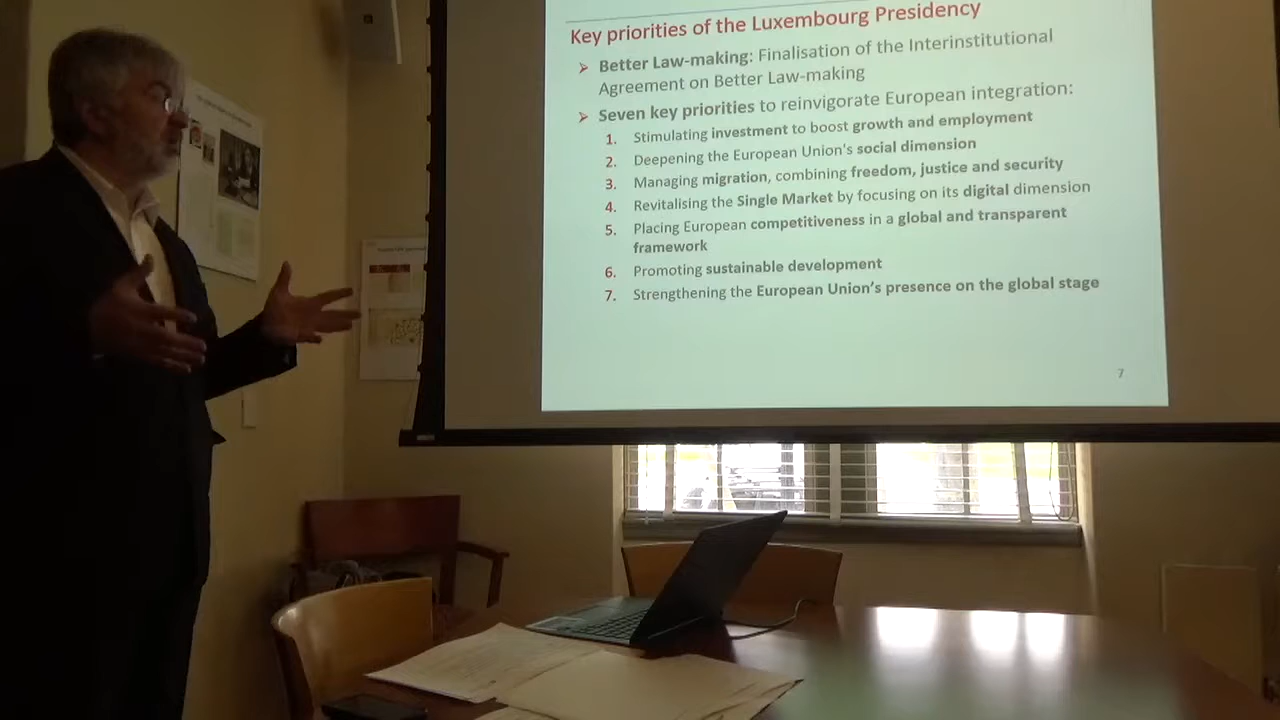 Key priorities of the Luxembourg Presidency
➢ Better Law-making: Finalisation of the Interinstitutional
Agreement on Better Law-making
➢ Seven key priorities to reinvigorate European integration:
1. Stimulating investment to boost growth and employment
2. Deepening the European Union's social dimension
3. Managing migration, combining freedom, justice and security
4. Revitalising the Single Market by focusing on its digital dimension
5. Placing European competitiveness in a global and transparent
framework
6. Promoting sustainable development
7. Strengthening the European Union's presence on the global stage
7